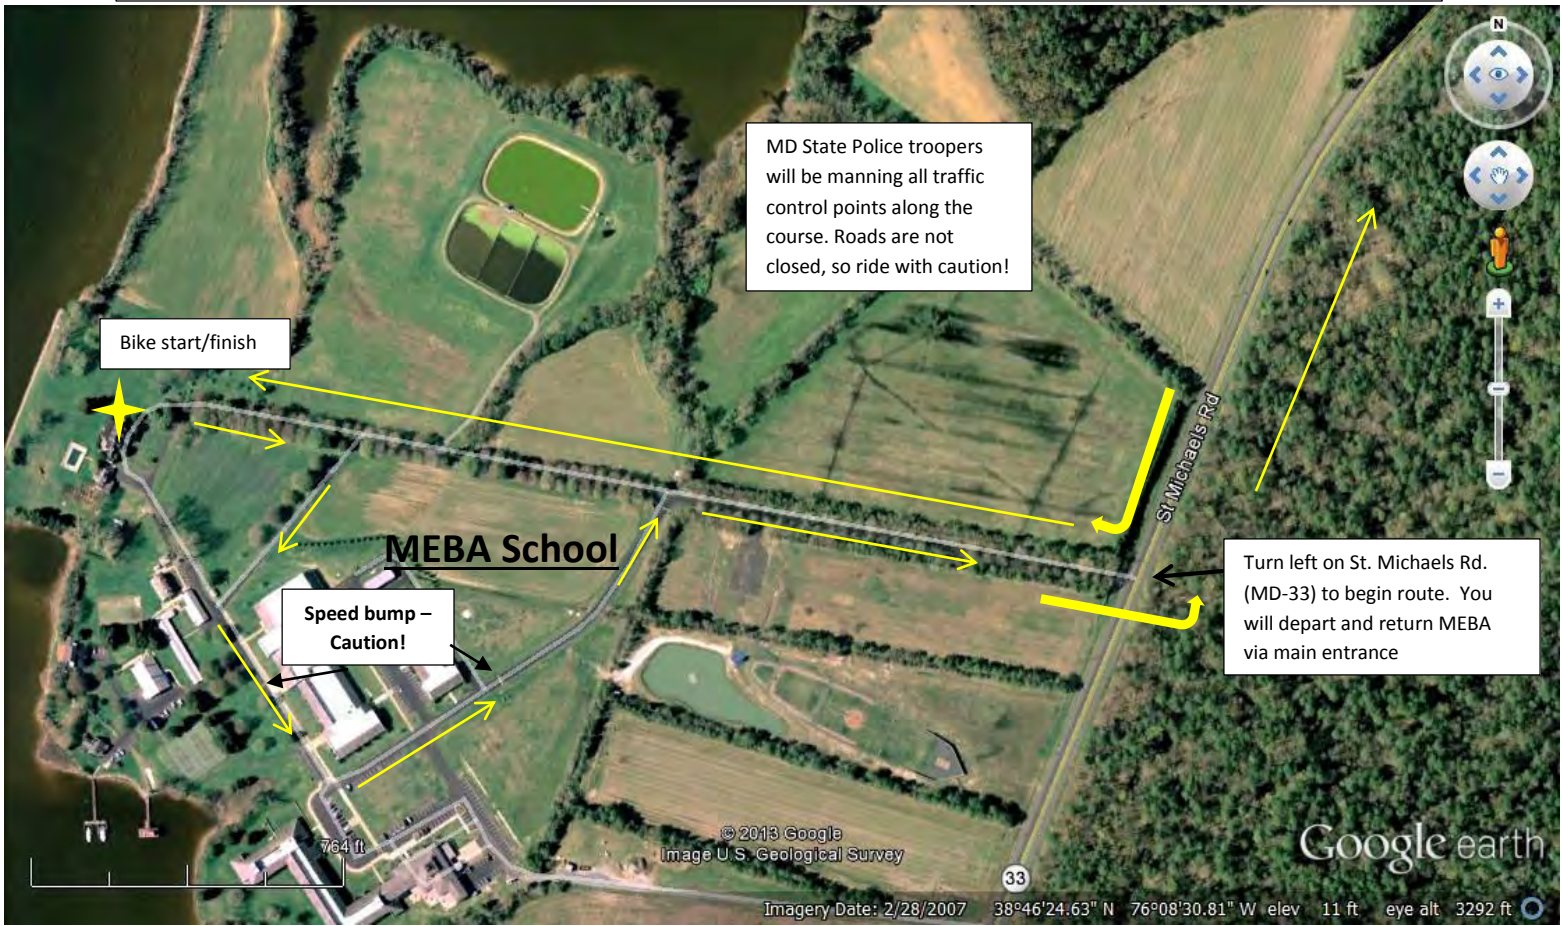 N
MD State Police troopers
will be manning all traffic
control points along the
course. Roads are not
closed, so ride with caution!
Bike start/finish
St Michaels Rd
MEBA School
Turn left on St. Michaels Rd.
(MD-33) to begin route.  You
will depart and return MEBA
via main entrance
Speed bump –
Caution!
764 ft
© 2013 Google
Image U.S. Geological Survey
Google earth
33
Imagery Date: 2/28/2007 38°46'24.63" N 76°08'30.81" W elev 11 ft eye alt 3292 ft